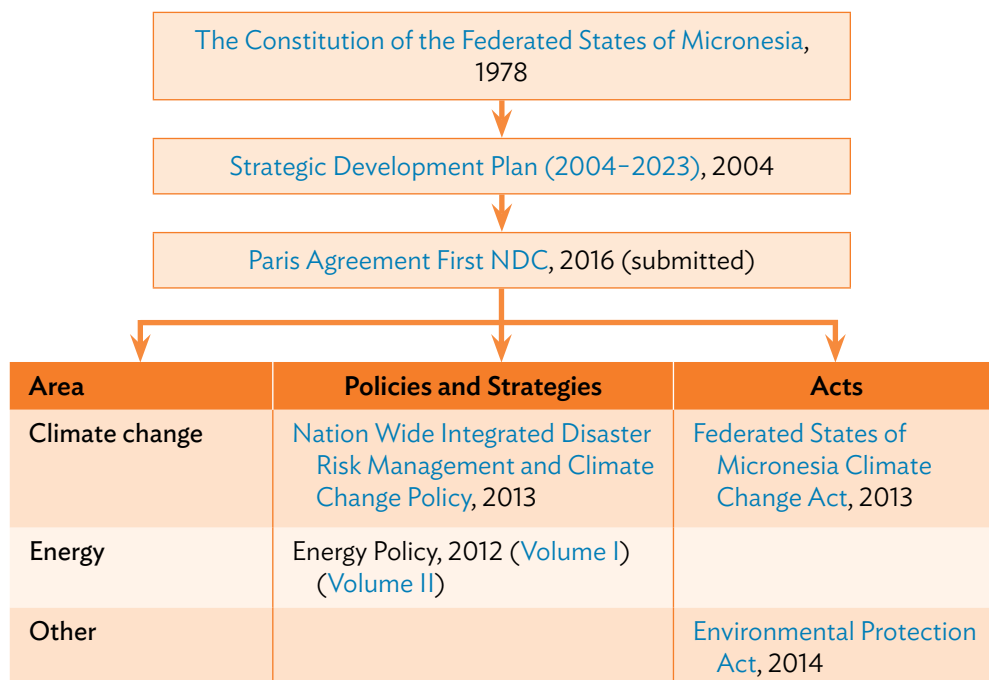 The Constitution of the Federated States of Micronesia,
1978
Strategic Development Plan (2004–2023), 2004
Paris Agreement First NDC, 2016 (submitted)
Area
Policies and Strategies
Acts
Climate change
Nation Wide Integrated Disaster
Risk Management and Climate
Change Policy, 2013
Federated States of
Micronesia Climate
Change Act, 2013
Energy
Energy Policy, 2012 (Volume I)
(Volume II)
Other
Environmental Protection
Act, 2014